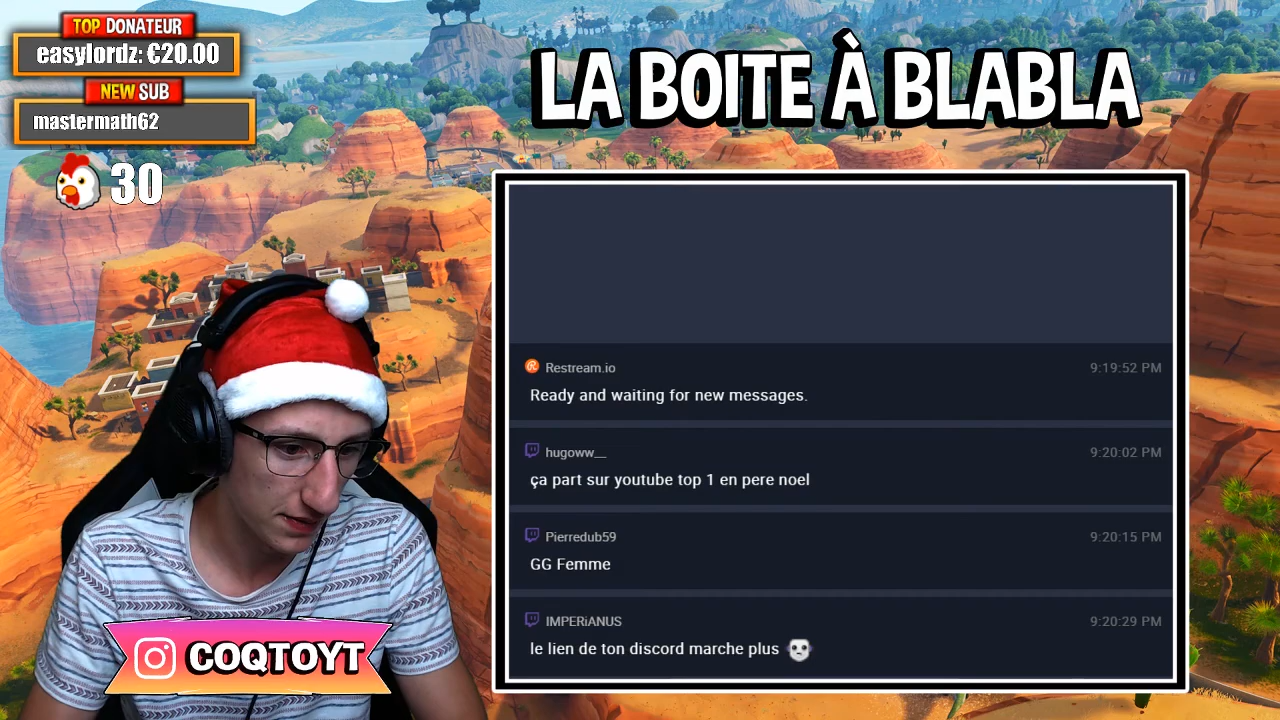 TOP DONATEUR
easylordz: €20.00
NEW SUB
mastermath62
30
LA BOITE À BLABLA
Restream.io 9:19:52 PM
Ready and waiting for new messages.
hugoww__ 9:20:02 PM
ça part sur youtube top 1 en pere noel
Pierredub59 9:20:15 PM
GG Femme
IMPERiANUS 9:20:29 PM
le lien de ton discord marche plus
COQTOYT